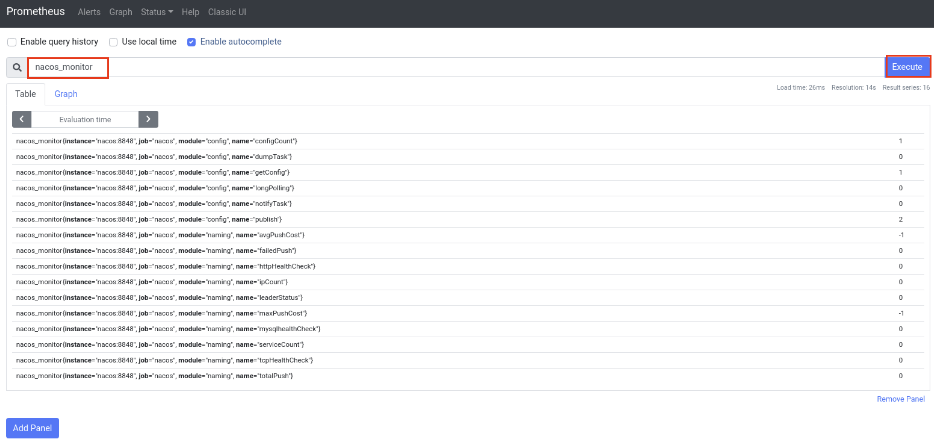 Prometheus Alerts Graph Status Help Classic UI
Enable query history Use local time Enable autocomplete
nacos_monitor Execute
Load time: 26ms Resolution: 14s Result series: 16
Table Graph
Evaluation time
nacos_monitor{instance="nacos:8848", job="nacos", module="config", name="configCount"} 1
nacos_monitor{instance="nacos:8848", job="nacos", module="config", name="dumpTask"} 0
nacos_monitor{instance="nacos:8848", job="nacos", module="config", name="getConfig"} 1
nacos_monitor{instance="nacos:8848", job="nacos", module="config", name="longPolling"} 0
nacos_monitor{instance="nacos:8848", job="nacos", module="config", name="notifyTask"} 0
nacos_monitor{instance="nacos:8848", job="nacos", module="config", name="publish"} 2
nacos_monitor{instance="nacos:8848", job="nacos", module="naming", name="avgPushCost"} -1
nacos_monitor{instance="nacos:8848", job="nacos", module="naming", name="failedPush"} 0
nacos_monitor{instance="nacos:8848", job="nacos", module="naming", name="httpHealthCheck"} 0
nacos_monitor{instance="nacos:8848", job="nacos", module="naming", name="ipCount"} 0
nacos_monitor{instance="nacos:8848", job="nacos", module="naming", name="leaderStatus"} 0
nacos_monitor{instance="nacos:8848", job="nacos", module="naming", name="maxPushCost"} -1
nacos_monitor{instance="nacos:8848", job="nacos", module="naming", name="mysqlhealthCheck"} 0
nacos_monitor{instance="nacos:8848", job="nacos", module="naming", name="serviceCount"} 0
nacos_monitor{instance="nacos:8848", job="nacos", module="naming", name="tcpHealthCheck"} 0
nacos_monitor{instance="nacos:8848", job="nacos", module="naming", name="totalPush"} 0
Remove Panel
Add Panel